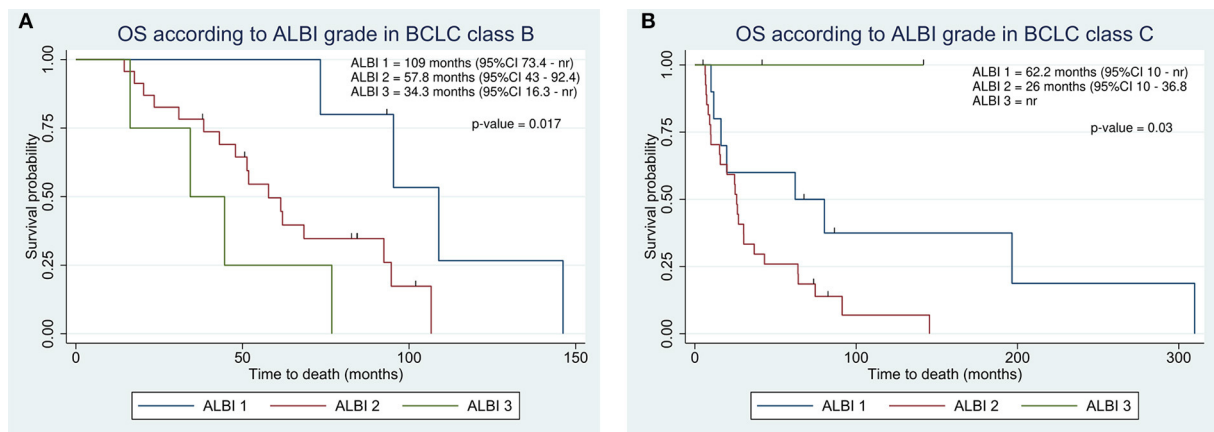 A
OS according to ALBI grade in BCLC class B
ALBI 1 = 109 months (95%CI 73.4 - nr)
ALBI 2 = 57.8 months (95%CI 43 - 92.4)
ALBI 3 = 34.3 months (95%CI 16.3 - nr)
p-value = 0.017
Survival probability
1.00
0.75
0.50
0.25
0.00
0 50 100 150
Time to death (months)
ALBI 1 ALBI 2 ALBI 3
B
OS according to ALBI grade in BCLC class C
ALBI 1 = 62.2 months (95%CI 10 - nr)
ALBI 2 = 26 months (95%CI 10 - 36.8
ALBI 3 = nr
p-value = 0.03
Survival probability
1.00
0.75
0.50
0.25
0.00
0 100 200 300
Time to death (months)
ALBI 1 ALBI 2 ALBI 3